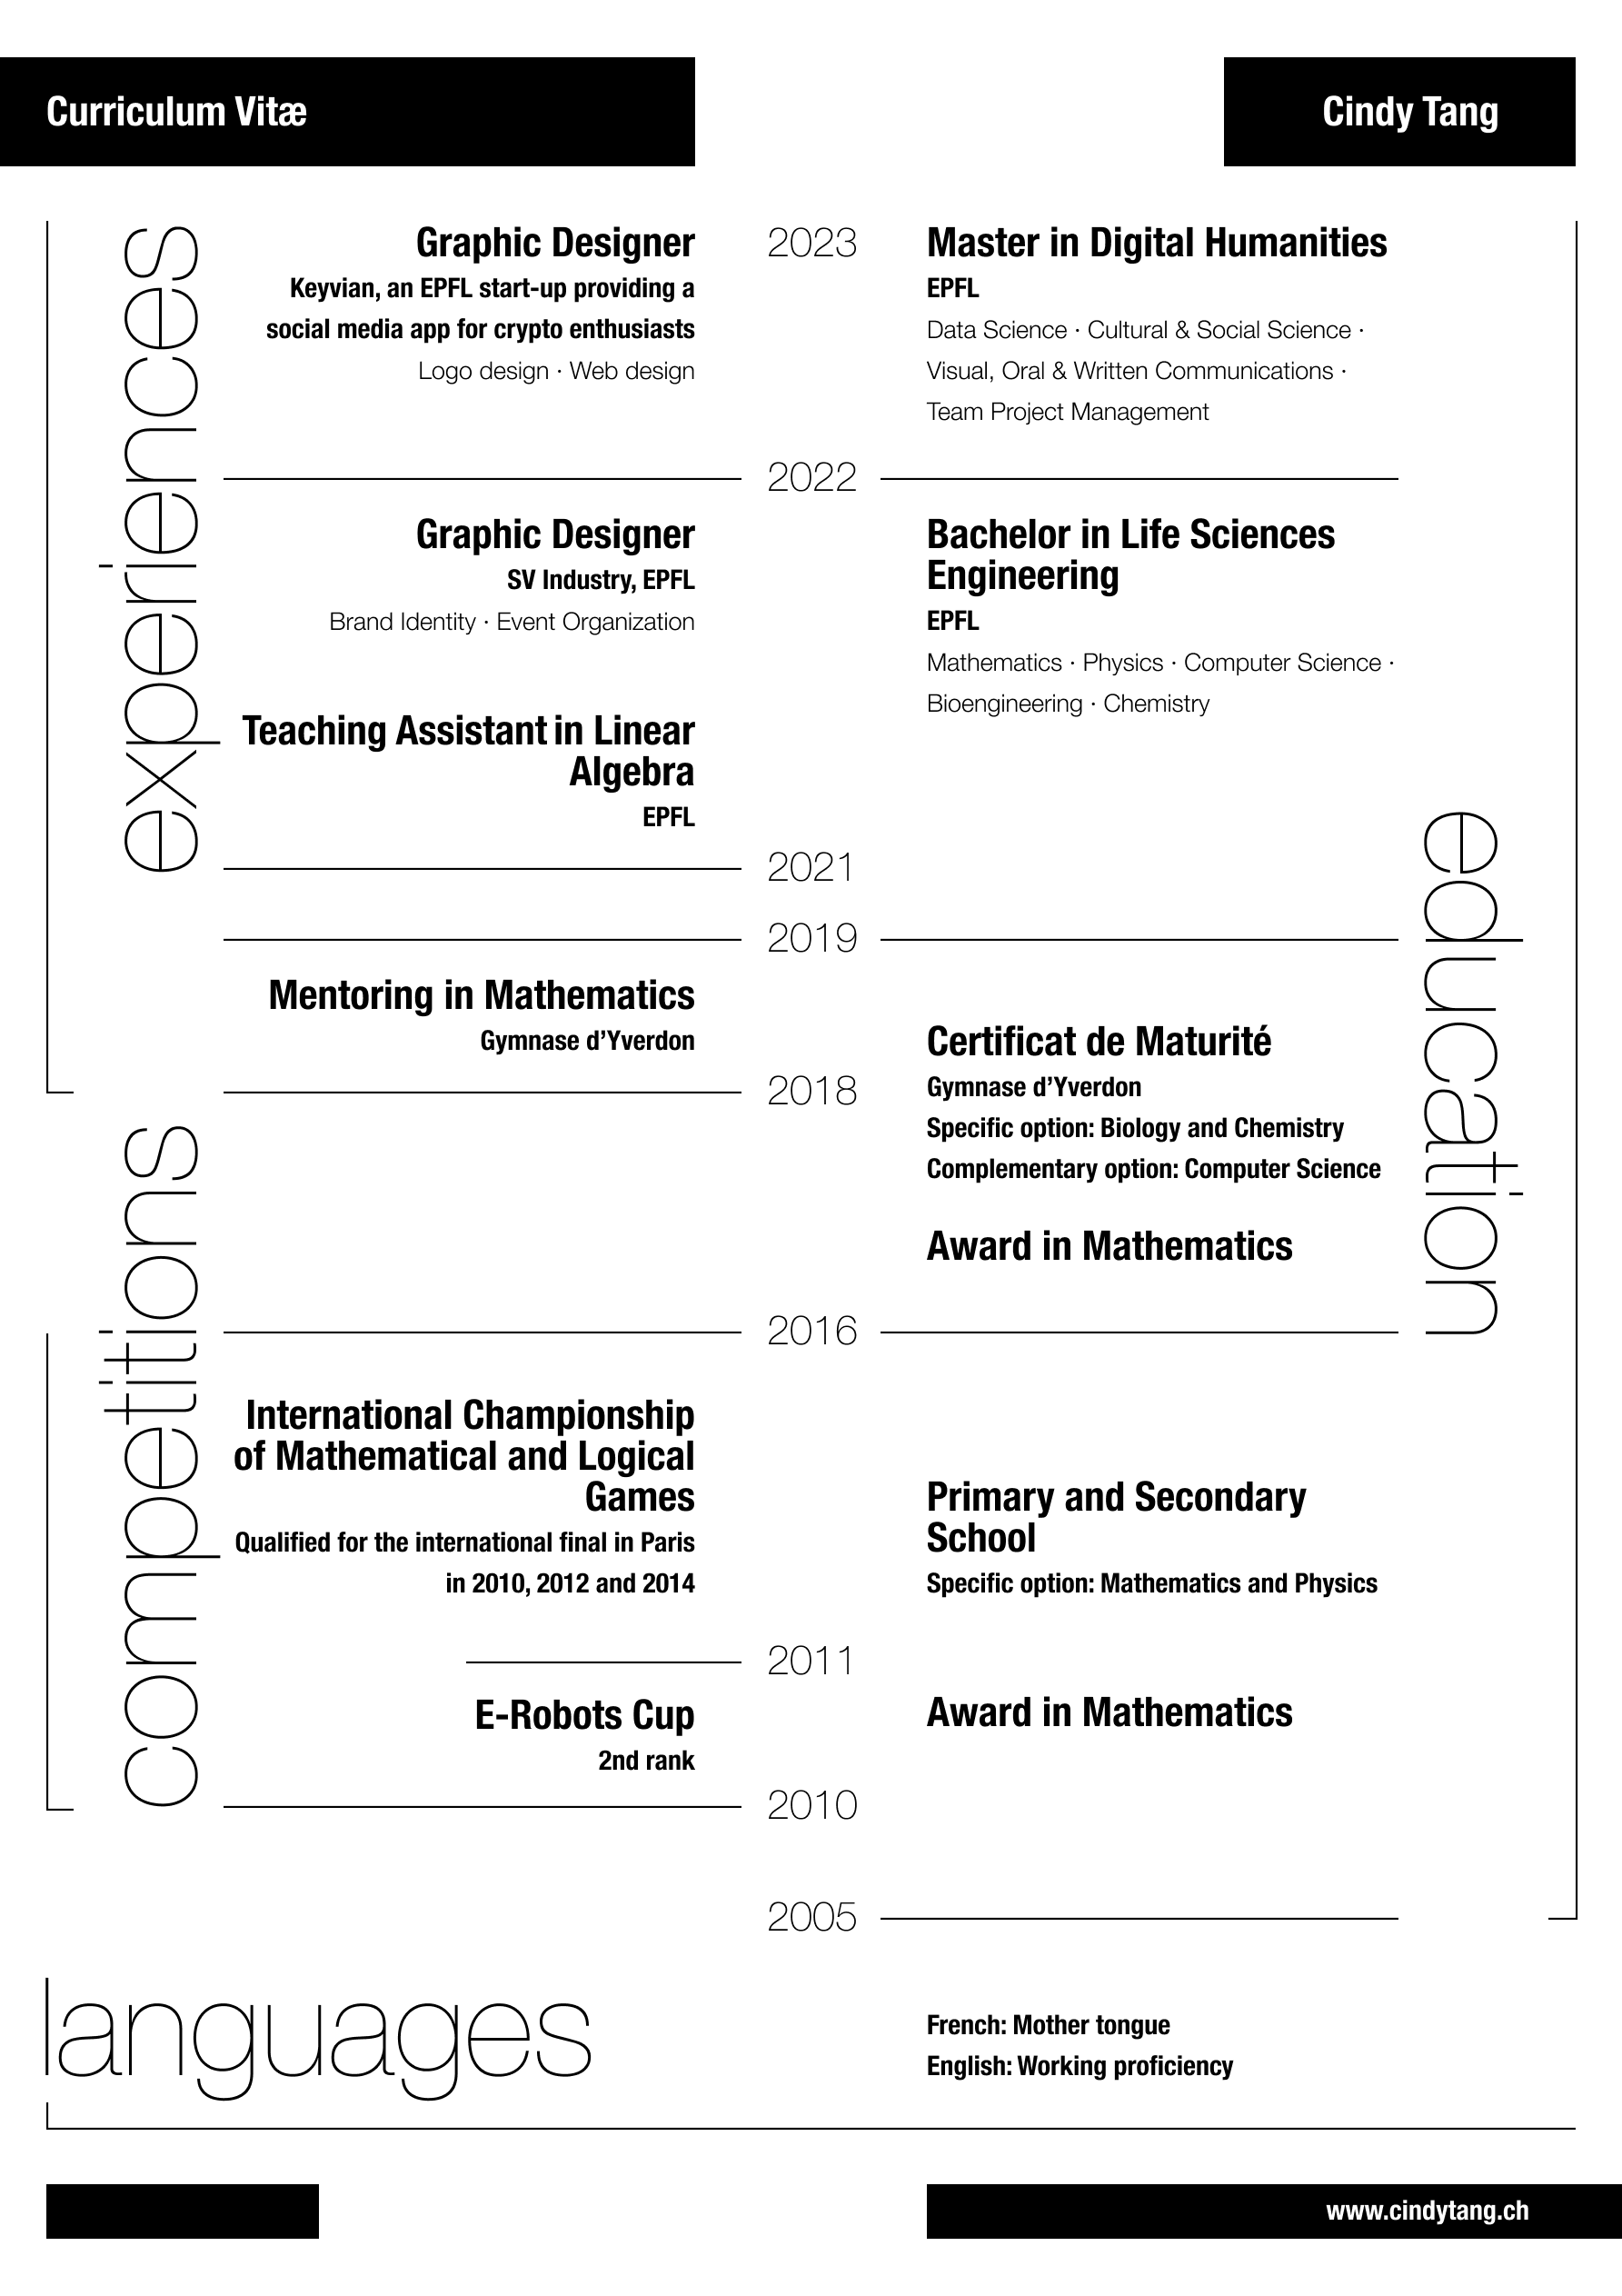 Curriculum Vitæ
Cindy Tang
experiences
Graphic Designer
Keyvian, an EPFL start-up providing a
social media app for crypto enthusiasts
Logo design · Web design
2023
Master in Digital Humanities
EPFL
Data Science · Cultural & Social Science ·
Visual, Oral & Written Communications ·
Team Project Management
2022
Graphic Designer
SV Industry, EPFL
Brand Identity · Event Organization
Teaching Assistant in Linear
Algebra
EPFL
Bachelor in Life Sciences
Engineering
EPFL
Mathematics · Physics · Computer Science ·
Bioengineering · Chemistry
2021
education
2019
Mentoring in Mathematics
Gymnase d’Yverdon
2018
Certificat de Maturité
Gymnase d’Yverdon
Specific option: Biology and Chemistry
Complementary option: Computer Science
Award in Mathematics
competitions
2016
International Championship
of Mathematical and Logical
Games
Qualified for the international final in Paris
in 2010, 2012 and 2014
Primary and Secondary
School
Specific option: Mathematics and Physics
2011
E-Robots Cup
2nd rank
Award in Mathematics
2010
2005
languages
French: Mother tongue
English: Working proficiency
www.cindytang.ch